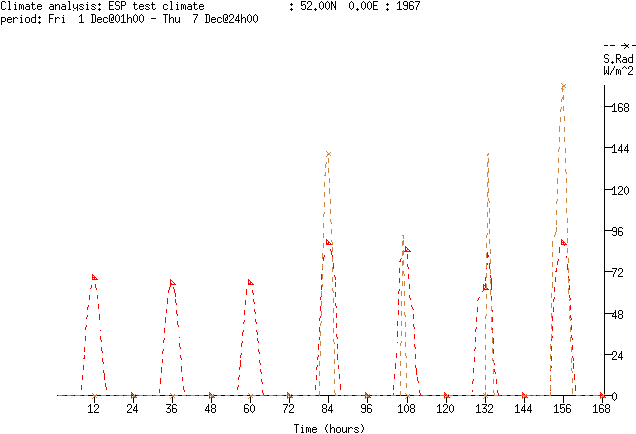 Climate analysis: ESP test climate : 52.00N 0.00E : 1967
period: Fri 1 Dec@01h00 - Thu 7 Dec@24h00
S.Rad
W/m^2
168
144
120
96
72
48
24
0
12 24 36 48 60 72 84 96 108 120 132 144 156 168
Time (hours)